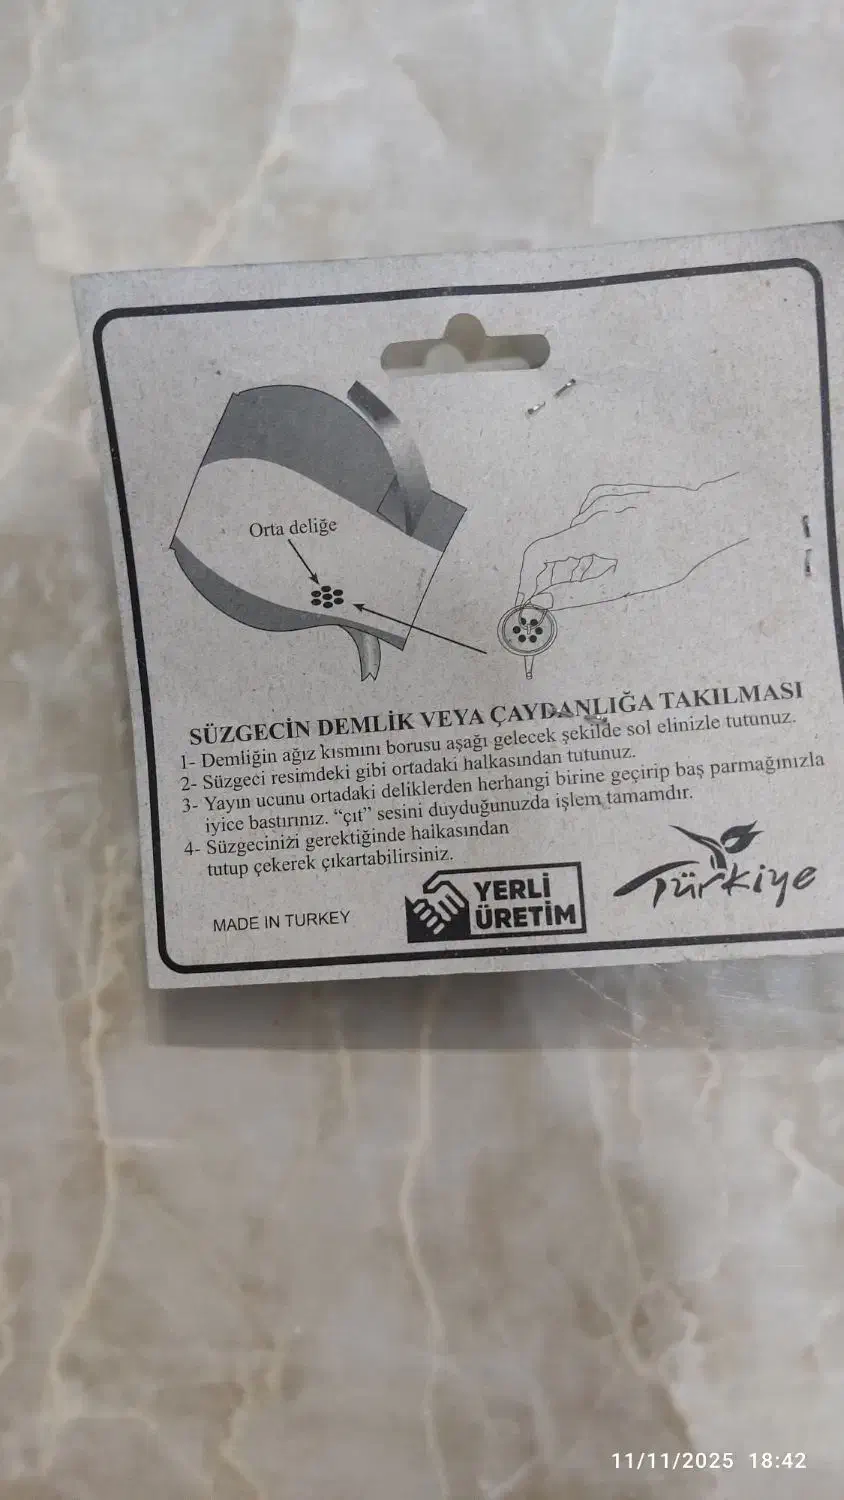 Orta deliğe
SÜZGECİN DEMLİK VEYA ÇAYDANLIĞA TAKILMASI
1- Demliğin ağız kısmını borusu aşağı gelecek şekilde sol elinizle tutunuz.
2- Süzgeci resimdeki gibi ortadaki halkasından tutunuz.
3- Yayın ucunu ortadaki deliklerden herhangi birine geçirip baş parmağınızla
iyice bastırınız. “çıt” sesini duyduğunuzda işlem tamamdır.
4- Süzgecinizi gerektiğinde halkasından
tutup çekerek çıkartabilirsiniz.
MADE IN TURKEY
YERLİ
ÜRETİM
Türkiye
11/11/2025 18:42